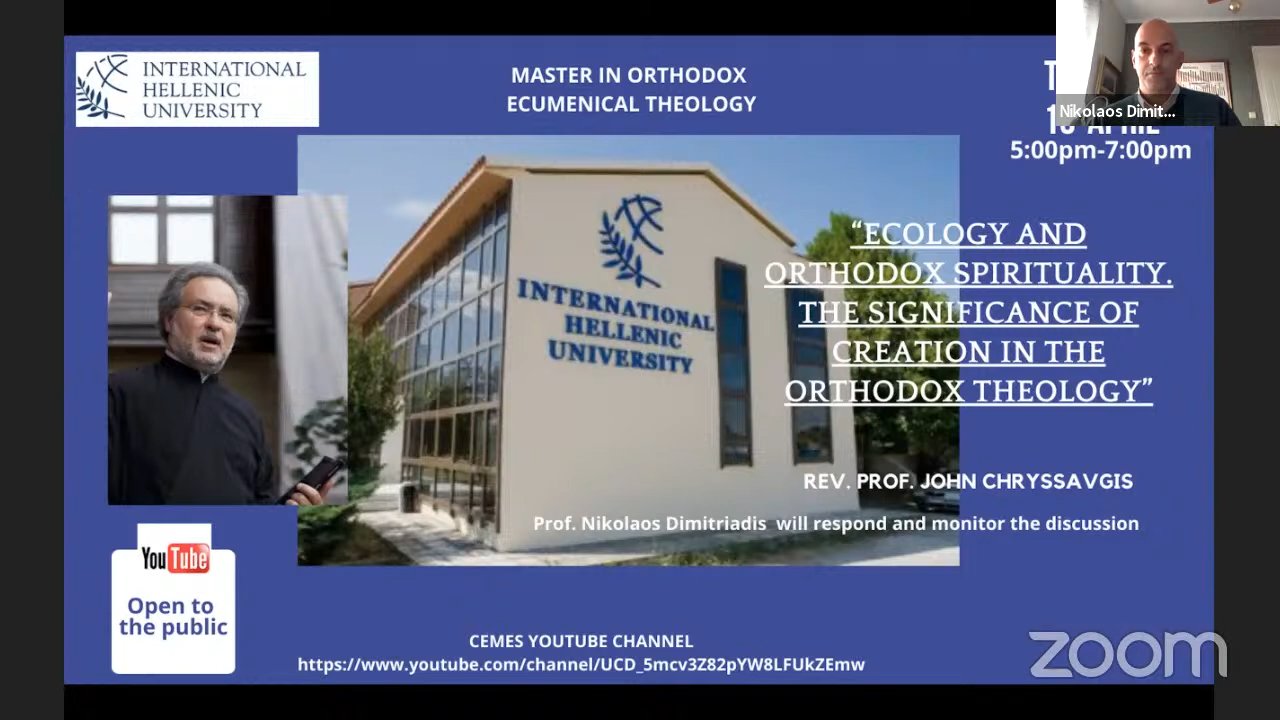 INTERNATIONAL
HELLENIC
UNIVERSITY
MASTER IN ORTHODOX
ECUMENICAL THEOLOGY
Nikolaos Dimit...
5:00pm-7:00pm
INTERNATIONAL
HELLENIC
UNIVERSITY
“ECOLOGY AND
ORTHODOX SPIRITUALITY.
THE SIGNIFICANCE OF
CREATION IN THE
ORTHODOX THEOLOGY”
REV. PROF. JOHN CHRYSSAVGIS
Prof. Nikolaos Dimitriadis will respond and monitor the discussion
YouTube
Open to
the public
CEMES YOUTUBE CHANNEL
https://www.youtube.com/channel/UCD_5mcv3Z82pYW8LFUkZEmw
zoom